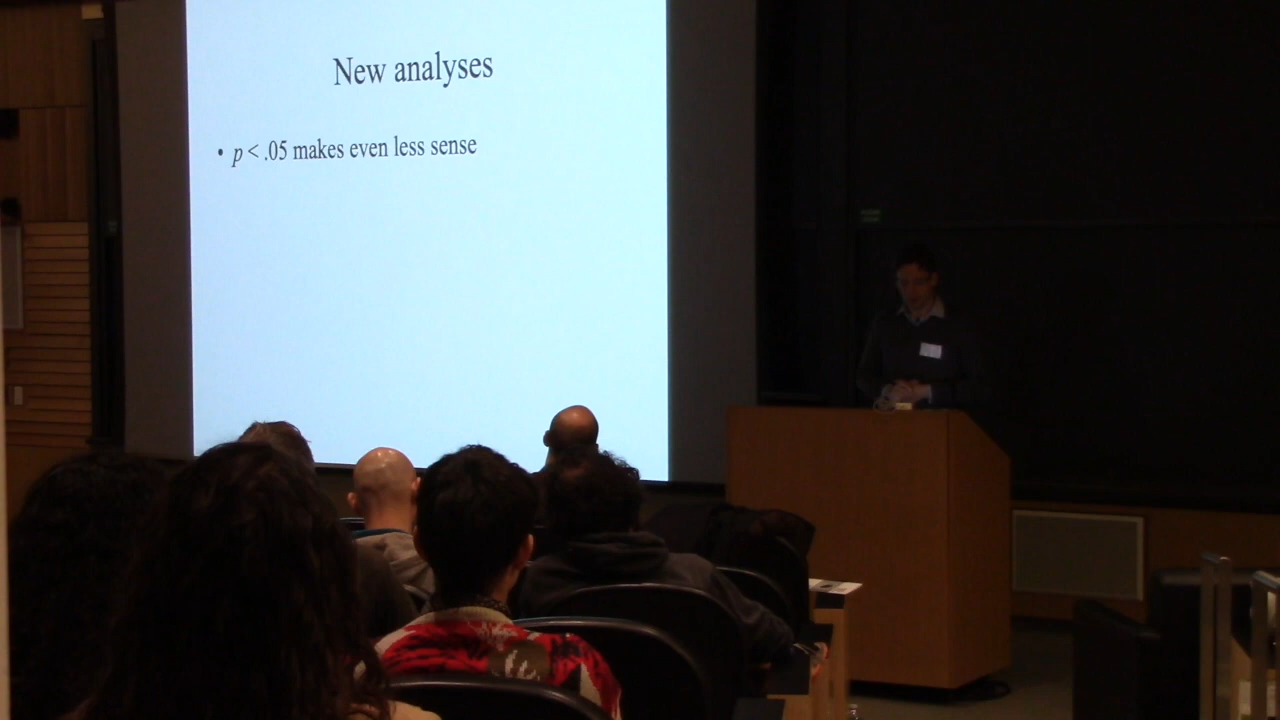 New analyses
• p < .05 makes even less sense